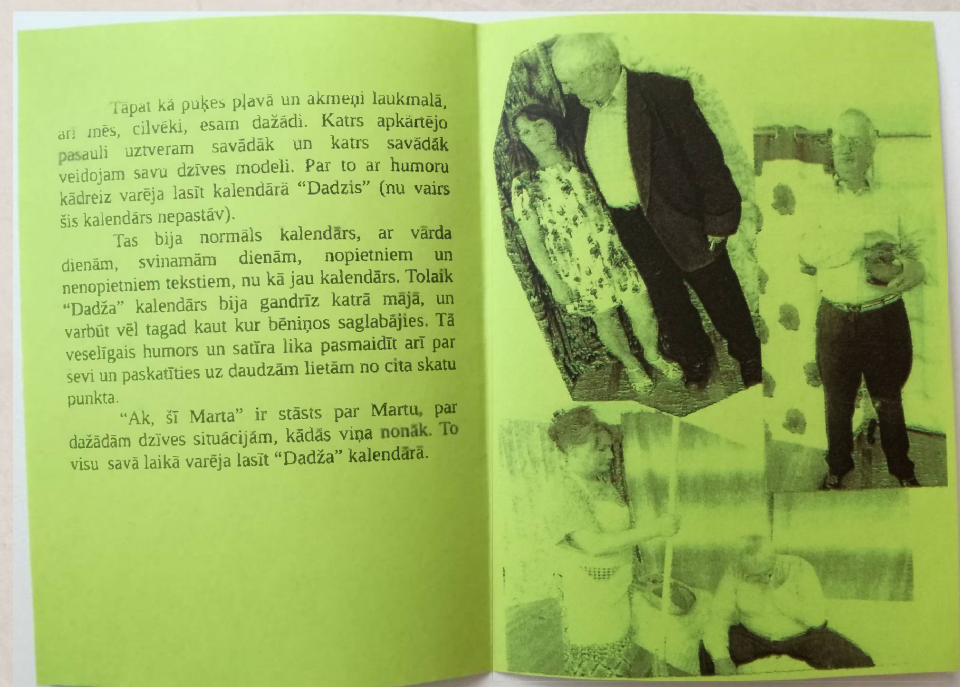 Tāpat kā puķes pļavā un akmeņi laukmalā,
arī mēs, cilvēki, esam dažādi. Katrs apkārtējo
pasauli uztveram savādāk un katrs savādāk
veidojam savu dzīves modeli. Par to ar humoru
kādreiz varēja lasīt kalendārā “Dadzis” (nu vairs
šis kalendārs nepastāv).
Tas bija normāls kalendārs, ar vārda
dienām, svinamām dienām, nopietniem un
nenopietniem tekstiem, nu kā jau kalendārs. Tolaik
“Dadža” kalendārs bija gandrīz katrā mājā, un
varbūt vēl tagad kaut kur bēniņos saglabājies. Tā
veselīgais humors un satīra lika pasmaidīt arī par
sevi un paskatīties uz daudzām lietām no cita skatu
punkta.
“Ak, šī Marta” ir stāsts par Martu, par
dažādām dzīves situācijām, kādās viņa nonāk. To
visu savā laikā varēja lasīt “Dadža” kalendārā.